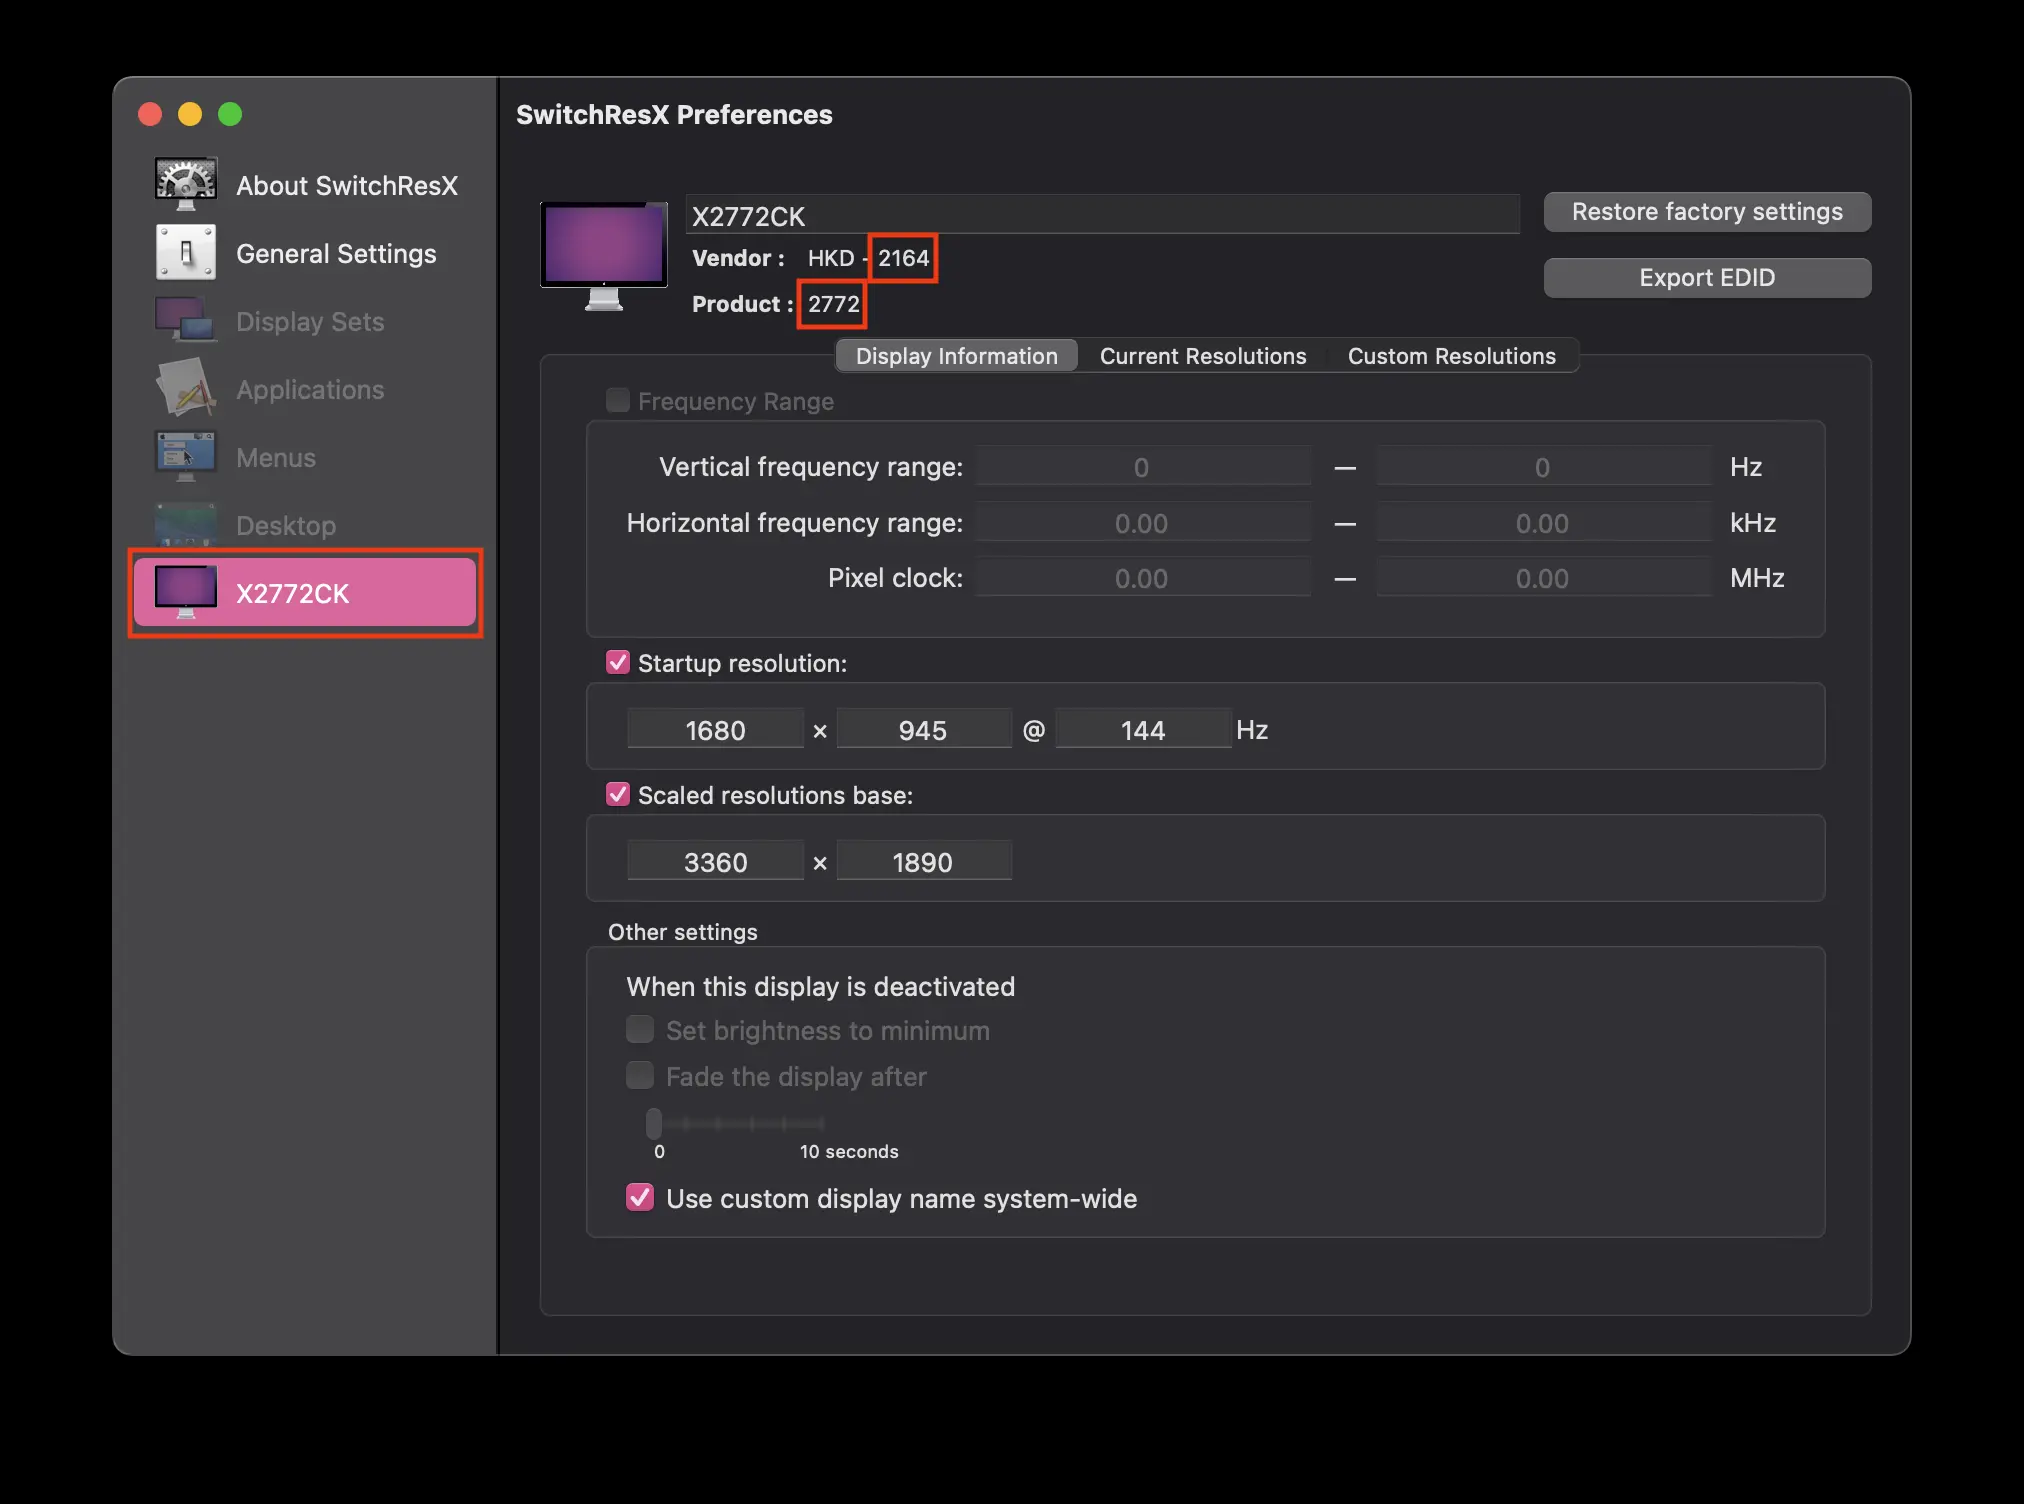 SwitchResX Preferences
About SwitchResX
General Settings
Display Sets
Applications
Menus
Desktop
X2772CK
X2772CK
Vendor : HKD - 2164
Product : 2772
Restore factory settings
Export EDID
Display Information Current Resolutions Custom Resolutions
Frequency Range
Vertical frequency range: 0 — 0 Hz
Horizontal frequency range: 0.00 — 0.00 kHz
Pixel clock: 0.00 — 0.00 MHz
Startup resolution:
1680 × 945 @ 144 Hz
Scaled resolutions base:
3360 × 1890
Other settings
When this display is deactivated
Set brightness to minimum
Fade the display after
0 10 seconds
Use custom display name system-wide